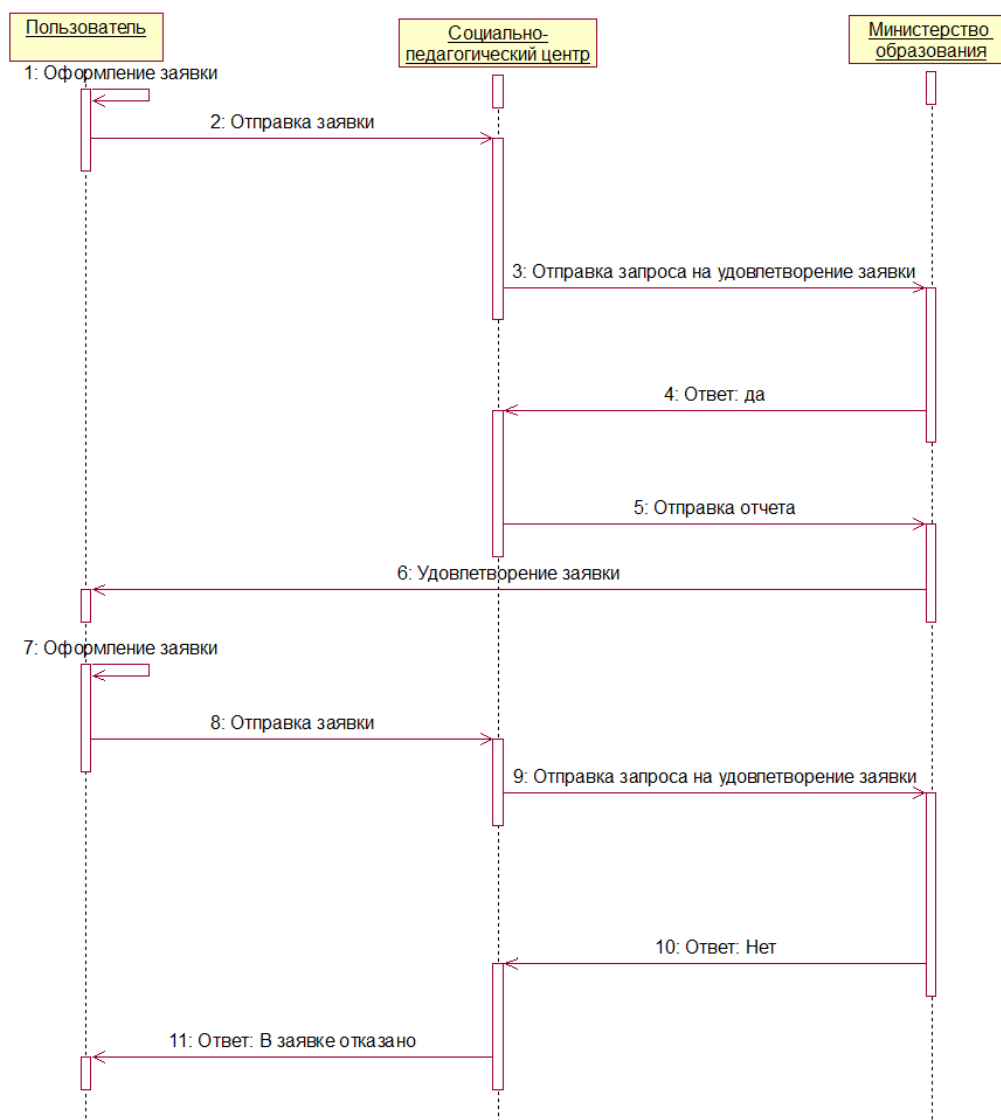 Пользователь
Социально-
педагогический центр
Министерство
образования
1: Оформление заявки
2: Отправка заявки
3: Отправка запроса на удовлетворение заявки
4: Ответ: да
5: Отправка отчета
6: Удовлетворение заявки
7: Оформление заявки
8: Отправка заявки
9: Отправка запроса на удовлетворение заявки
10: Ответ: Нет
11: Ответ: В заявке отказано